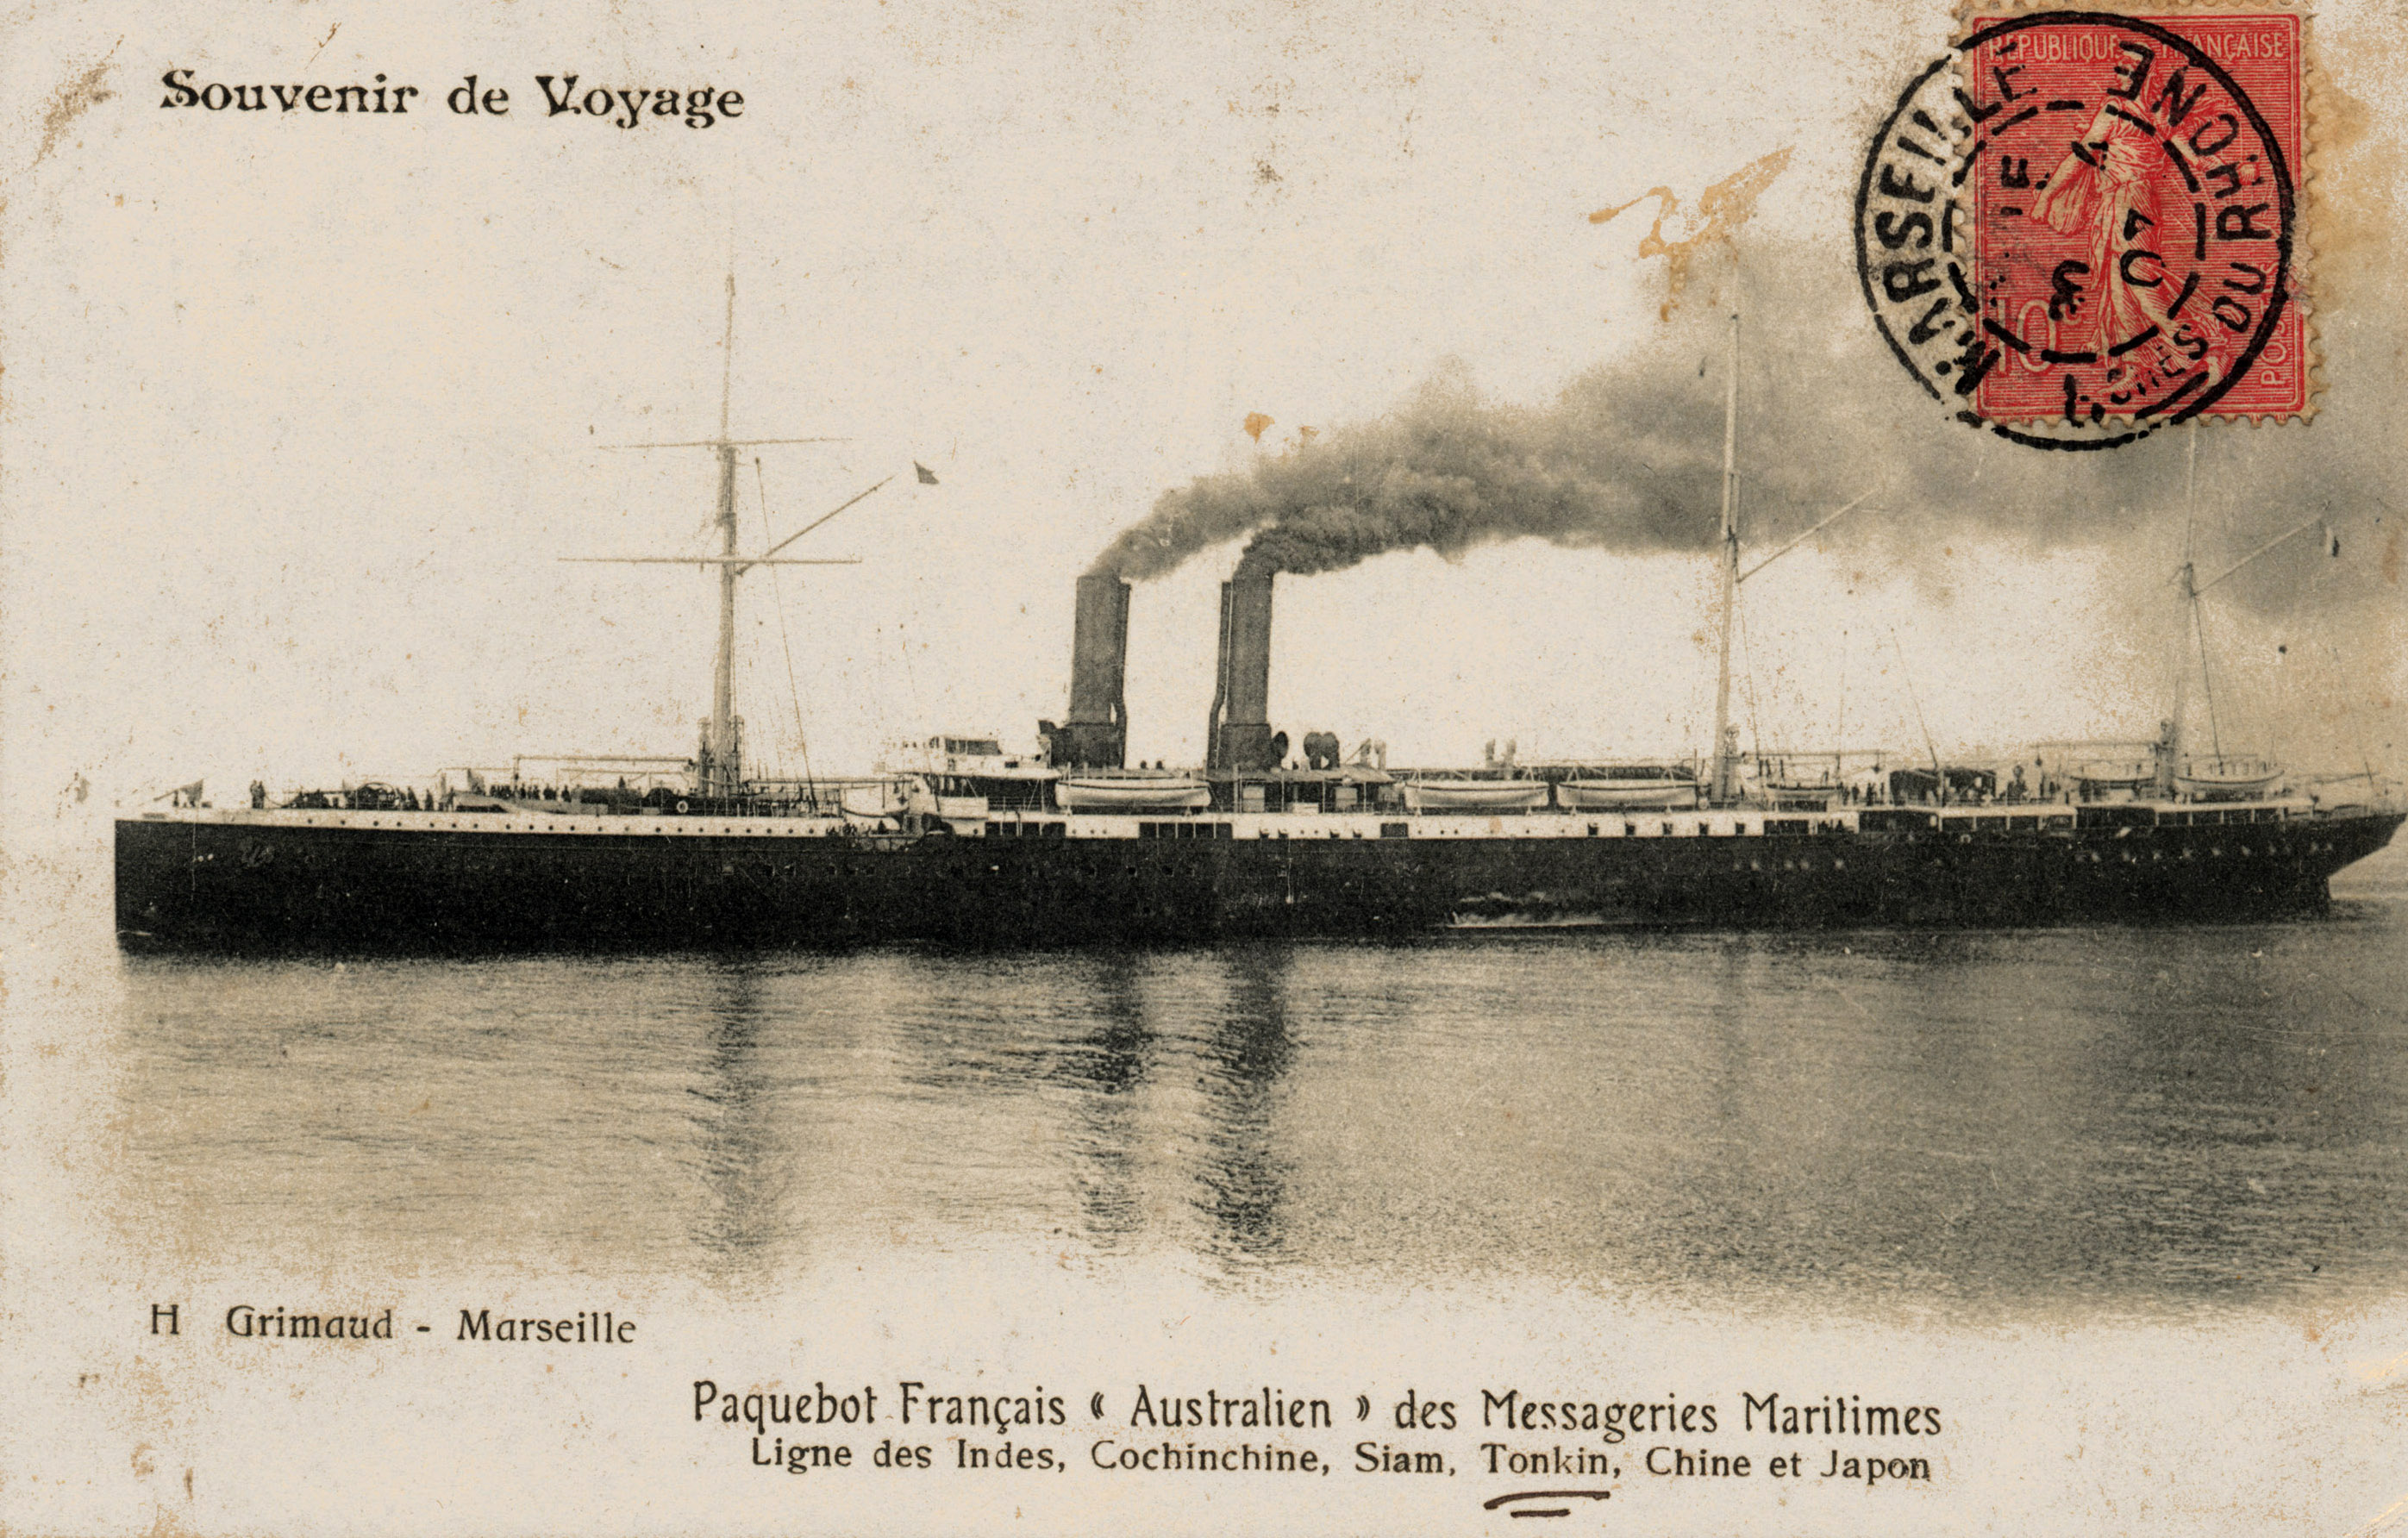 Souvenir de Voyage
REPUBLIQUE FRANÇAISE
10
MARSEILLE
DU RHONE
H Grimaud - Marseille
Paquebot Français « Australien » des Messageries Maritimes
Ligne des Indes, Cochinchine, Siam, Tonkin, Chine et Japon